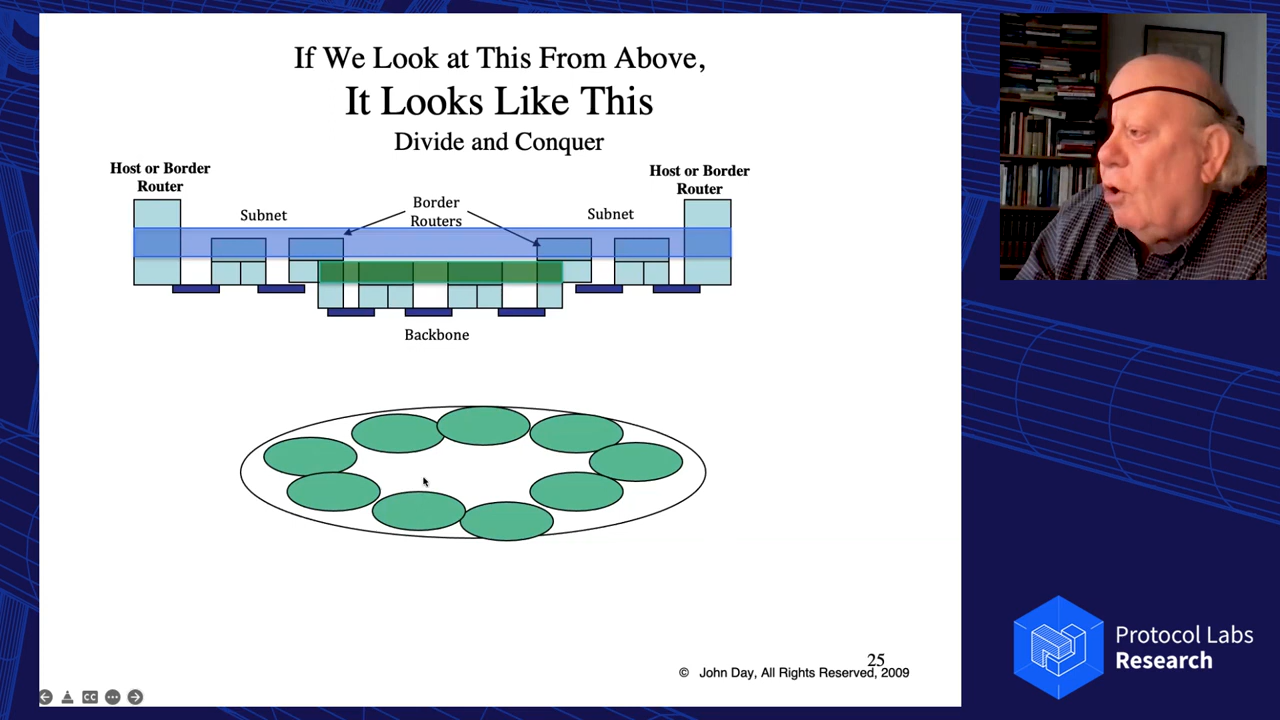 If We Look at This From Above,
It Looks Like This
Divide and Conquer
Host or Border
Router
Subnet
Border
Routers
Subnet
Host or Border
Router
Backbone
25
© John Day, All Rights Reserved, 2009
CC
Protocol Labs
Research